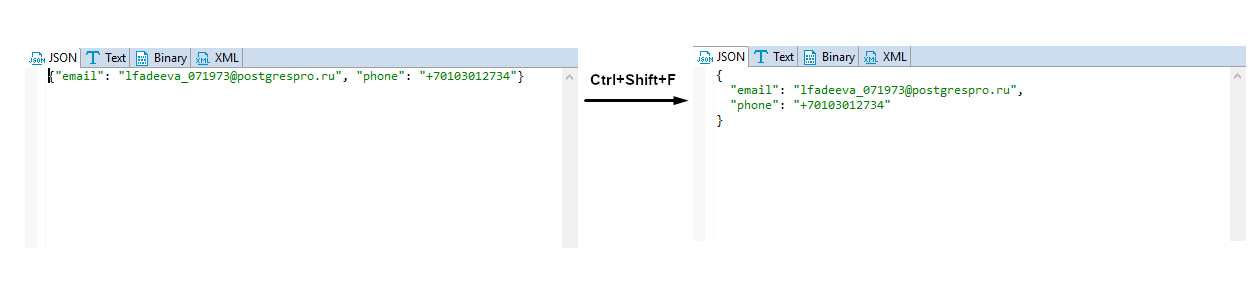 JSON Text Binary XML
{"email": "lfadeeva_071973@postgrespro.ru", "phone": "+70103012734"}
Ctrl+Shift+F
JSON Text Binary XML
{
  "email": "lfadeeva_071973@postgrespro.ru",
  "phone": "+70103012734"
}